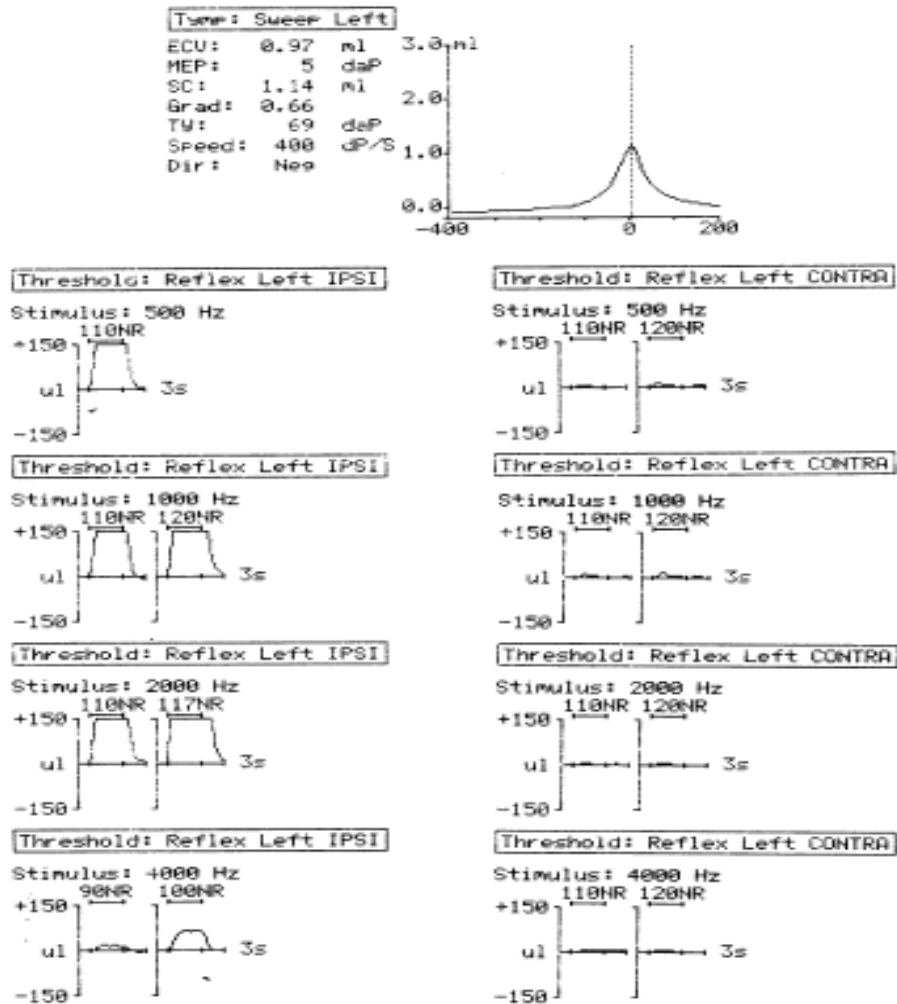 Tymp: Sweep Left
ECV: 0.97 ml
MEP: 5 daP
SC: 1.14 ml
Grad: 0.66
TW: 69 daP
Speed: 400 dP/S
Dir: Neg
3.0 ml
2.0
1.0
0.0
-400 0 200
Threshold: Reflex Left IPSI
Stimulus: 500 Hz
110NR
+150
ul 3s
-150
Threshold: Reflex Left CONTRA
Stimulus: 500 Hz
110NR 120NR
+150
ul 3s
-150
Threshold: Reflex Left IPSI
Stimulus: 1000 Hz
110NR 120NR
+150
ul 3s
-150
Threshold: Reflex Left CONTRA
Stimulus: 1000 Hz
110NR 120NR
+150
ul 3s
-150
Threshold: Reflex Left IPSI
Stimulus: 2000 Hz
110NR 117NR
+150
ul 3s
-150
Threshold: Reflex Left CONTRA
Stimulus: 2000 Hz
110NR 120NR
+150
ul 3s
-150
Threshold: Reflex Left IPSI
Stimulus: 4000 Hz
90NR 100NR
+150
ul 3s
-150
Threshold: Reflex Left CONTRA
Stimulus: 4000 Hz
110NR 120NR
+150
ul 3s
-150